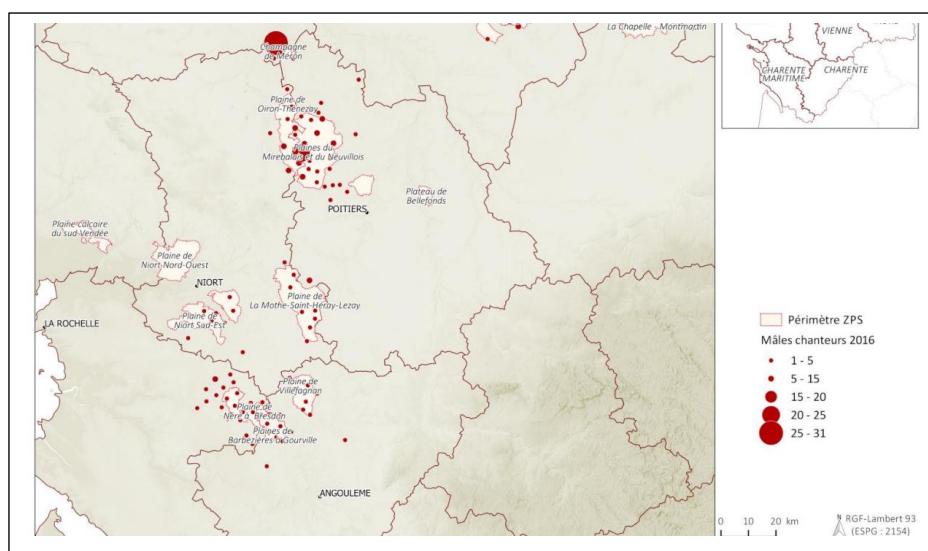 La Chapelle - Montmartin
Champagne
de Méron
Plaine de
Oiron-Thénezay
Plaines du
Mirebalais et du Neuvillois
Plateau de
Bellefonds
POITIERS
Plaine calcaire
du sud-Vendée
Plaine de
Niort-Nord-Ouest
NIORT
Plaine de
La Mothe-Saint-Héray-Lezay
Plaine de
Niort Sud-Est
LA ROCHELLE
Plaine de
Villefagnan
Plaine de
Néré à Bresdon
Plaines de
Barbezières à Gourville
ANGOULEME
VIENNE
CHARENTE
MARITIME
CHARENTE
Périmètre ZPS
Mâles chanteurs 2016
1 - 5
5 - 15
15 - 20
20 - 25
25 - 31
0 10 20 km
RGF-Lambert 93
(ESPG : 2154)